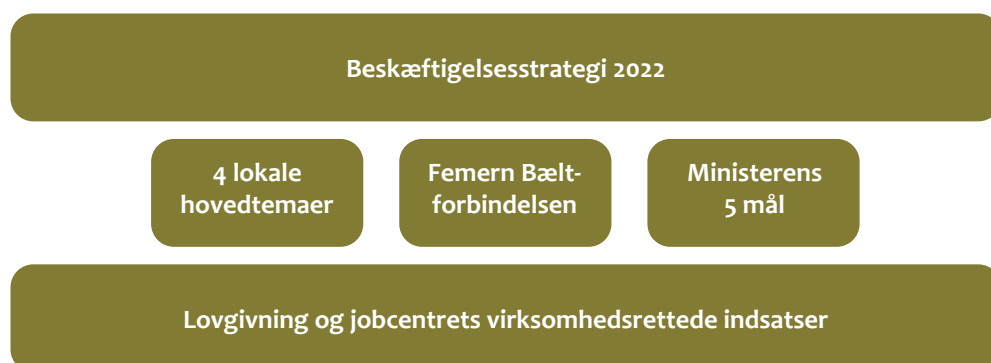 Beskæftigelsesstrategi 2022
4 lokale
hovedtemaer
Femern Bælt-
forbindelsen
Ministerens
5 mål
Lovgivning og jobcentrets virksomhedsrettede indsatser